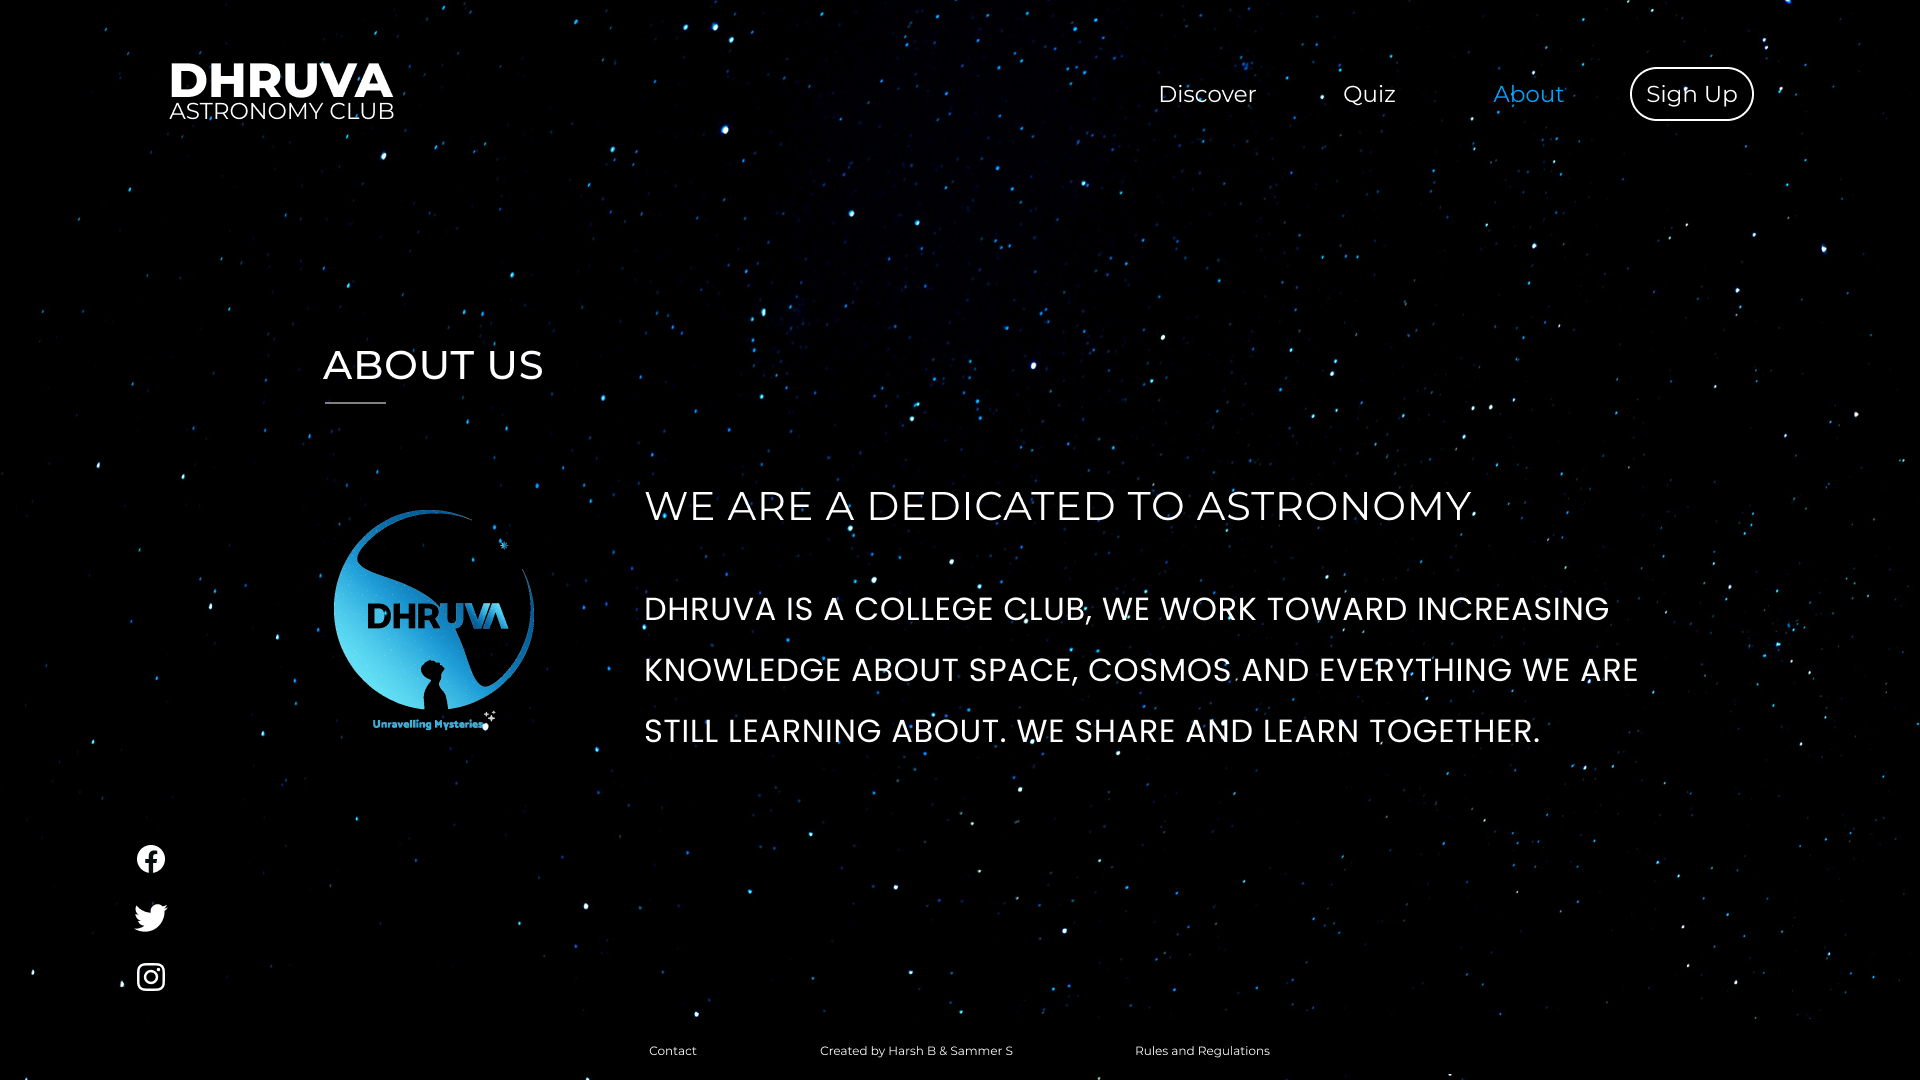 DHRUVA
ASTRONOMY CLUB
Discover
Quiz
About
Sign Up
ABOUT US
WE ARE A DEDICATED TO ASTRONOMY
DHRUVA
Unravelling Mysteries
DHRUVA IS A COLLEGE CLUB, WE WORK TOWARD INCREASING
KNOWLEDGE ABOUT SPACE, COSMOS AND EVERYTHING WE ARE
STILL LEARNING ABOUT. WE SHARE AND LEARN TOGETHER.
Contact
Created by Harsh B & Sammer S
Rules and Regulations